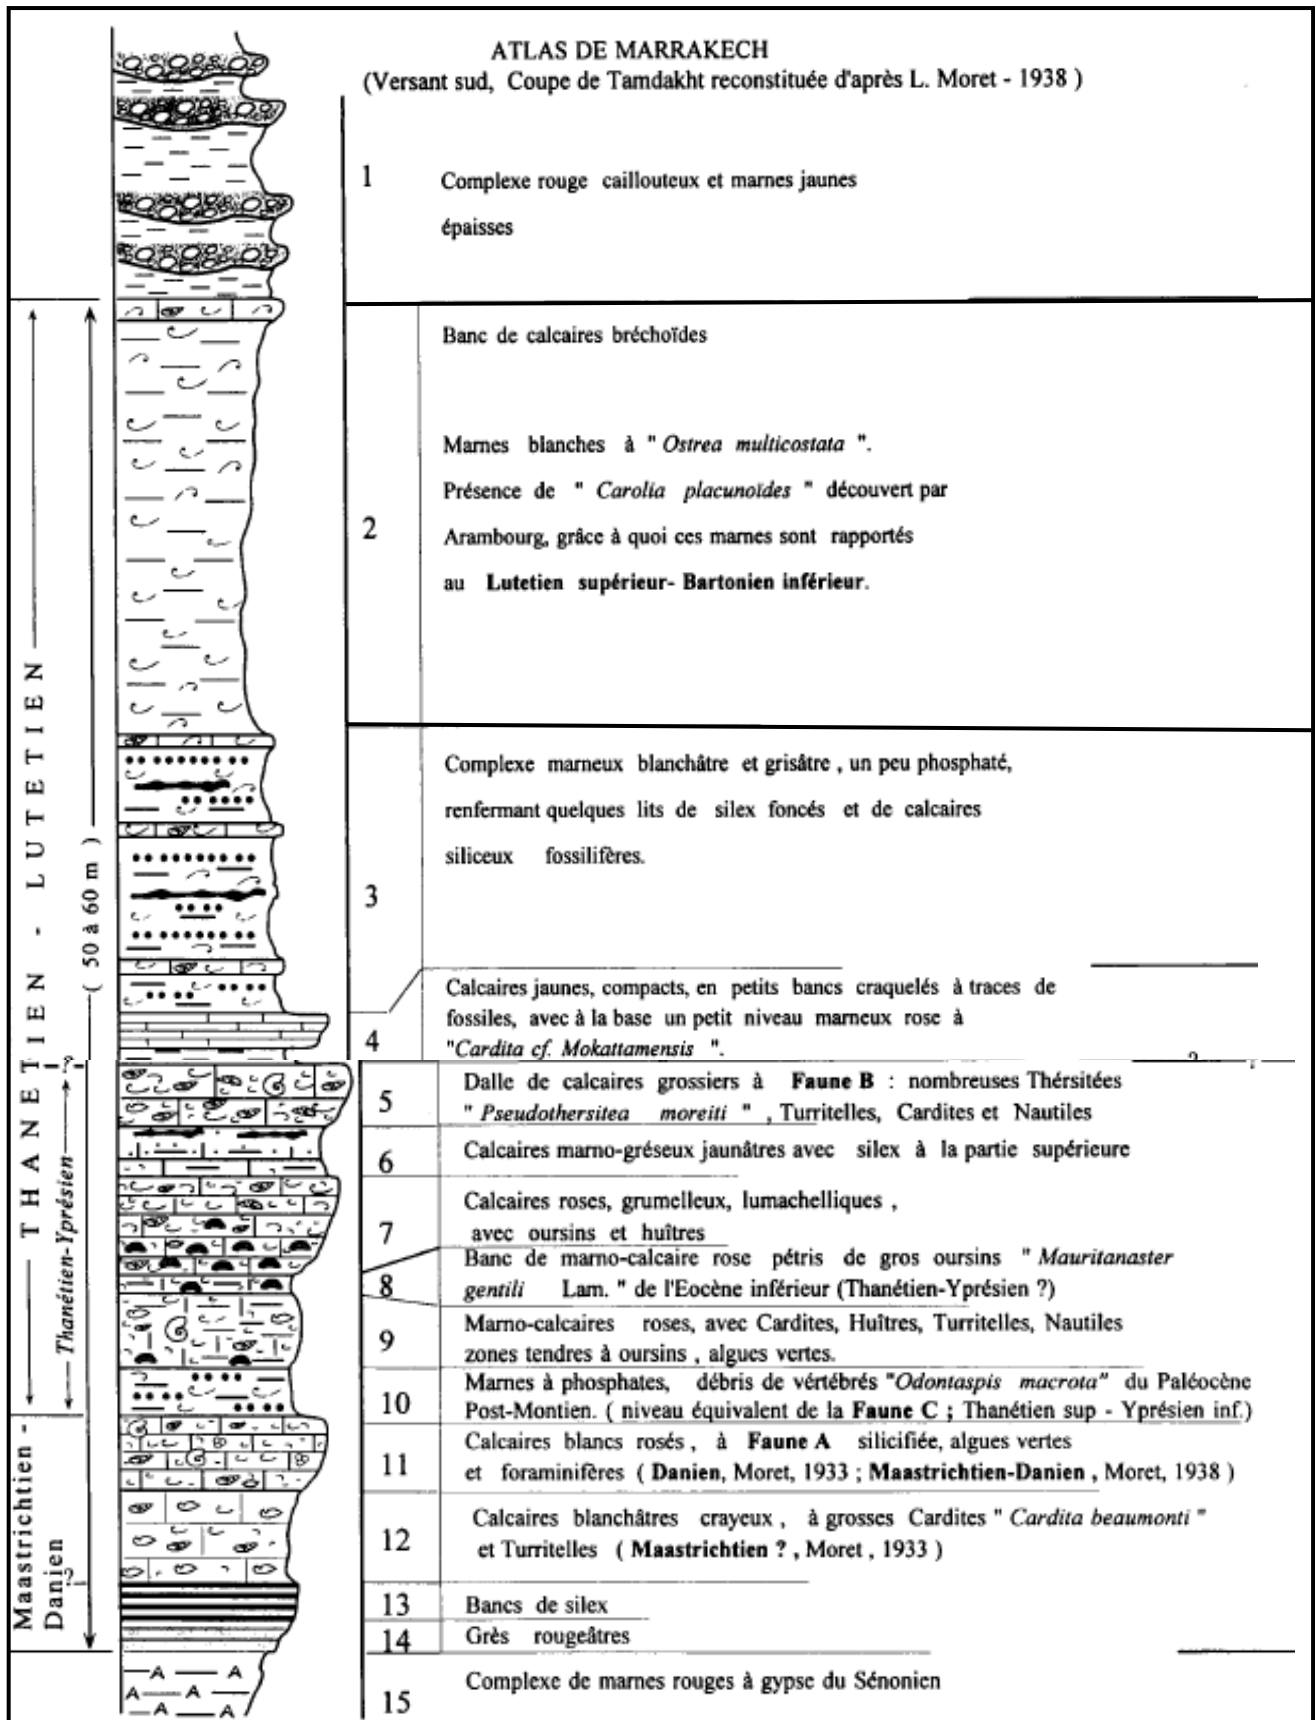 ATLAS DE MARRAKECH
(Versant sud, Coupe de Tamdakht reconstituée d'après L. Moret - 1938 )
1
Complexe rouge caillouteux et marnes jaunes
épaisses
2
Banc de calcaires bréchoïdes
Marnes blanches à " Ostrea multicostata ".
Présence de " Carolia placunoïdes " découvert par
Arambourg, grâce à quoi ces marnes sont rapportés
au Lutetien supérieur- Bartonien inférieur.
3
Complexe marneux blanchâtre et grisâtre , un peu phosphaté,
renfermant quelques lits de silex foncés et de calcaires
siliceux fossilifères.
4
Calcaires jaunes, compacts, en petits bancs craquelés à traces de
fossiles, avec à la base un petit niveau marneux rose à
"Cardita cf. Mokattamensis ".
?
5
Dalle de calcaires grossiers à Faune B : nombreuses Thérsitées
" Pseudothersitea moreiti " , Turritelles, Cardites et Nautiles
6
Calcaires marno-gréseux jaunâtres avec silex à la partie supérieure
7
Calcaires roses, grumelleux, lumachelliques ,
avec oursins et huîtres
8
Banc de marno-calcaire rose pétris de gros oursins " Mauritanaster
gentili Lam. " de l'Eocène inférieur (Thanétien-Yprésien ?)
9
Marno-calcaires roses, avec Cardites, Huîtres, Turritelles, Nautiles
zones tendres à oursins , algues vertes.
10
Marnes à phosphates, débris de vértébrés "Odontaspis macrota" du Paléocène
Post-Montien. ( niveau équivalent de la Faune C ; Thanétien sup - Yprésien inf.)
11
Calcaires blancs rosés , à Faune A silicifiée, algues vertes
et foraminifères ( Danien, Moret, 1933 ; Maastrichtien-Danien , Moret, 1938 )
12
Calcaires blanchâtres crayeux , à grosses Cardites " Cardita beaumonti "
et Turritelles ( Maastrichtien ? , Moret , 1933 )
13
Bancs de silex
14
Grès rougeâtres
15
Complexe de marnes rouges à gypse du Sénonien
THANETIEN - LUTETIEN
( 50 à 60 m )
?
Thanétien-Yprésien
Maastrichtien -
Danien
?
A A
A A A
A A